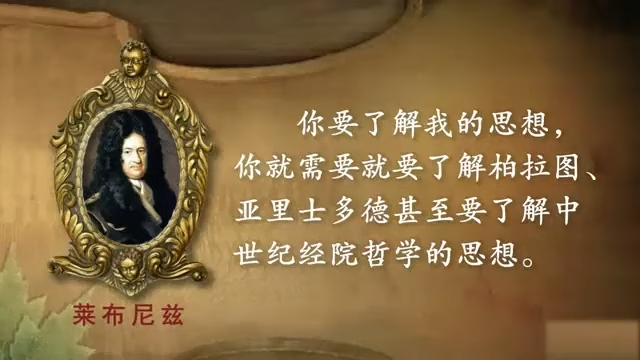 你要了解我的思想，
你就需要就要了解柏拉图、
亚里士多德甚至要了解中
世纪经院哲学的思想。
莱布尼兹